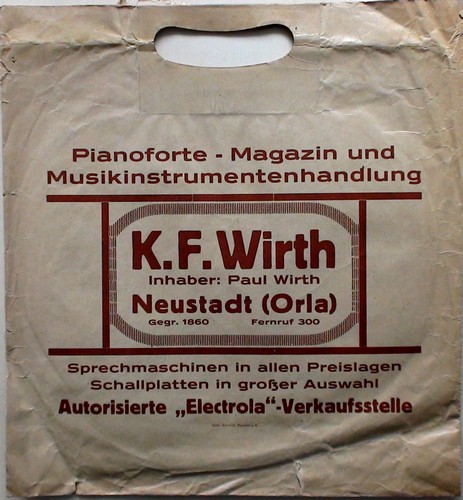 Pianoforte - Magazin und
Musikinstrumentenhandlung
K.F. Wirth
Inhaber: Paul Wirth
Neustadt (Orla)
Gegr. 1860 Fernruf 300
Sprechmaschinen in allen Preislagen
Schallplatten in großer Auswahl
Autorisierte „Electrola"-Verkaufsstelle